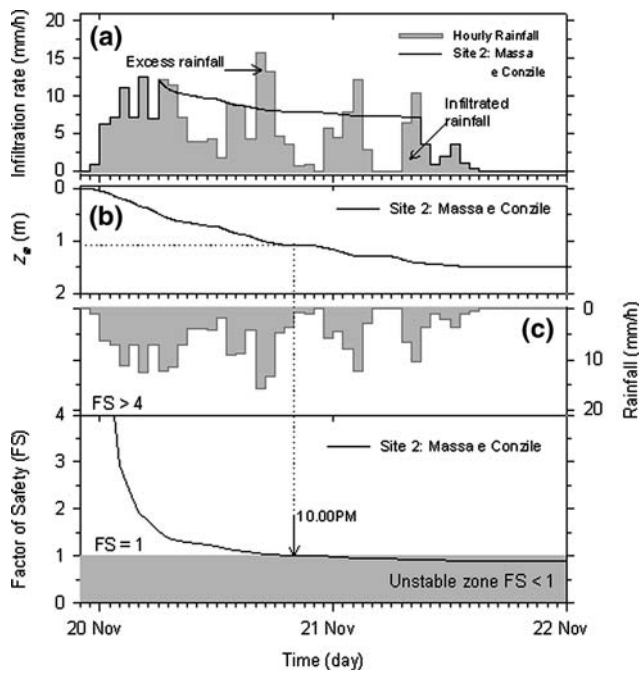 (a)
Hourly Rainfall
Site 2: Massa
e Conzile
Excess rainfall
Infiltrated
rainfall
Infiltration rate (mm/h)
15
10
5
0
(b)
Site 2: Massa e Conzile
Zₑ (m)
0
1
2
(c)
Rainfall (mm/h)
0
10
20
FS > 4
Site 2: Massa e Conzile
Factor of Safety (FS)
4
3
2
1
0
10.00PM
FS = 1
Unstable zone FS < 1
20 Nov
21 Nov
22 Nov
Time (day)